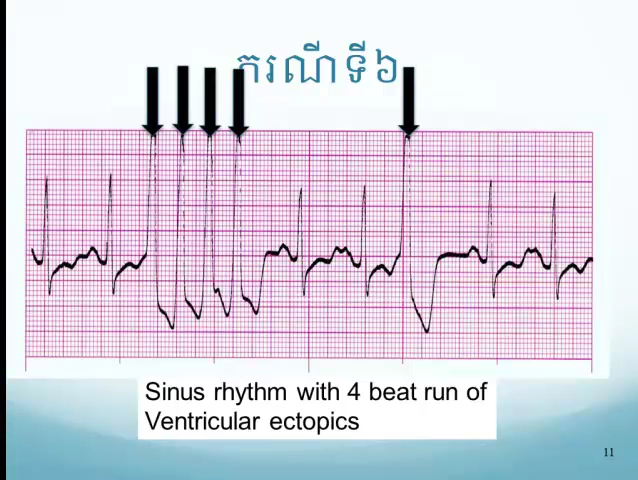 ករណីទី៦
Sinus rhythm with 4 beat run of
Ventricular ectopics
11